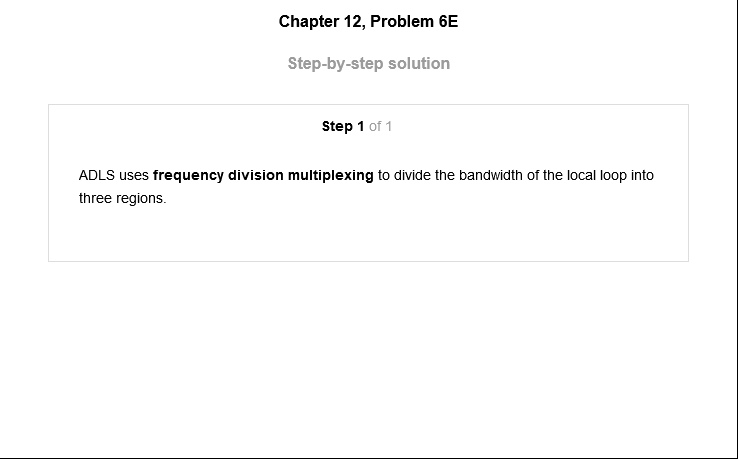 Chapter 12, Problem 6E
Step-by-step solution
Step 1 of 1
ADLS uses frequency division multiplexing to divide the bandwidth of the local loop into
three regions.